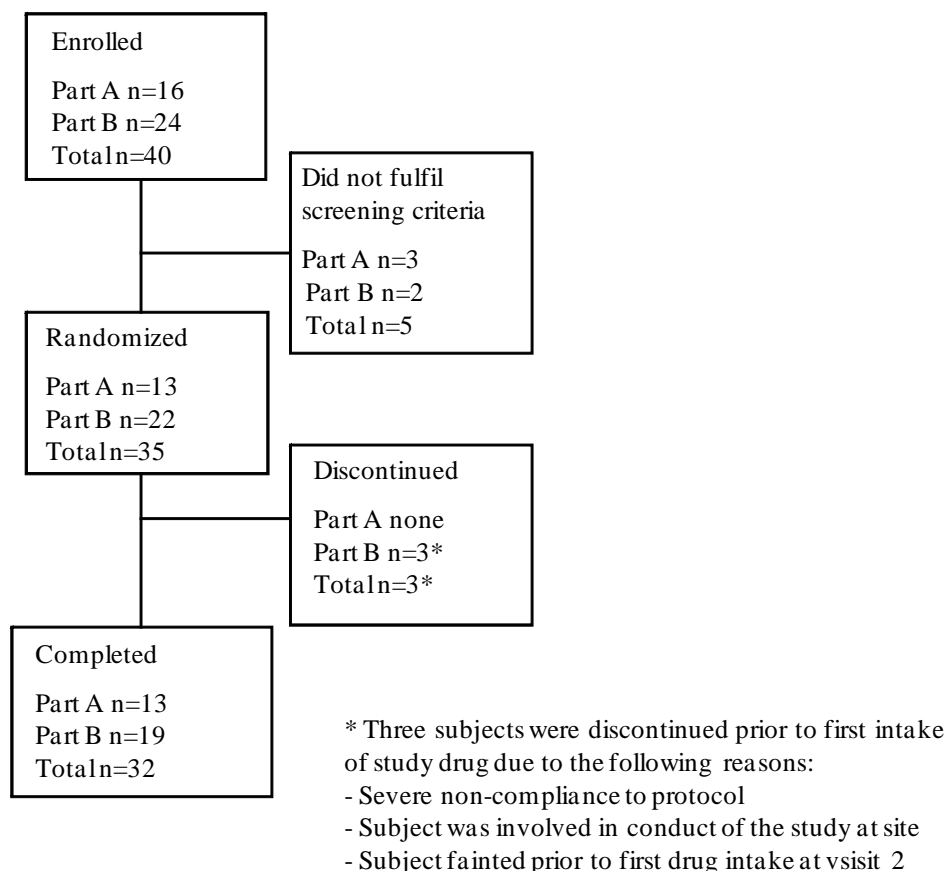 Enrolled
Part A n=16
Part B n=24
Total n=40
Did not fulfil
screening criteria
Part A n=3
Part B n=2
Total n=5
Randomized
Part A n=13
Part B n=22
Total n=35
Discontinued
Part A none
Part B n=3*
Total n=3*
Completed
Part A n=13
Part B n=19
Total n=32
* Three subjects were discontinued prior to first intake
of study drug due to the following reasons:
- Severe non-compliance to protocol
- Subject was involved in conduct of the study at site
- Subject fainted prior to first drug intake at vsisit 2